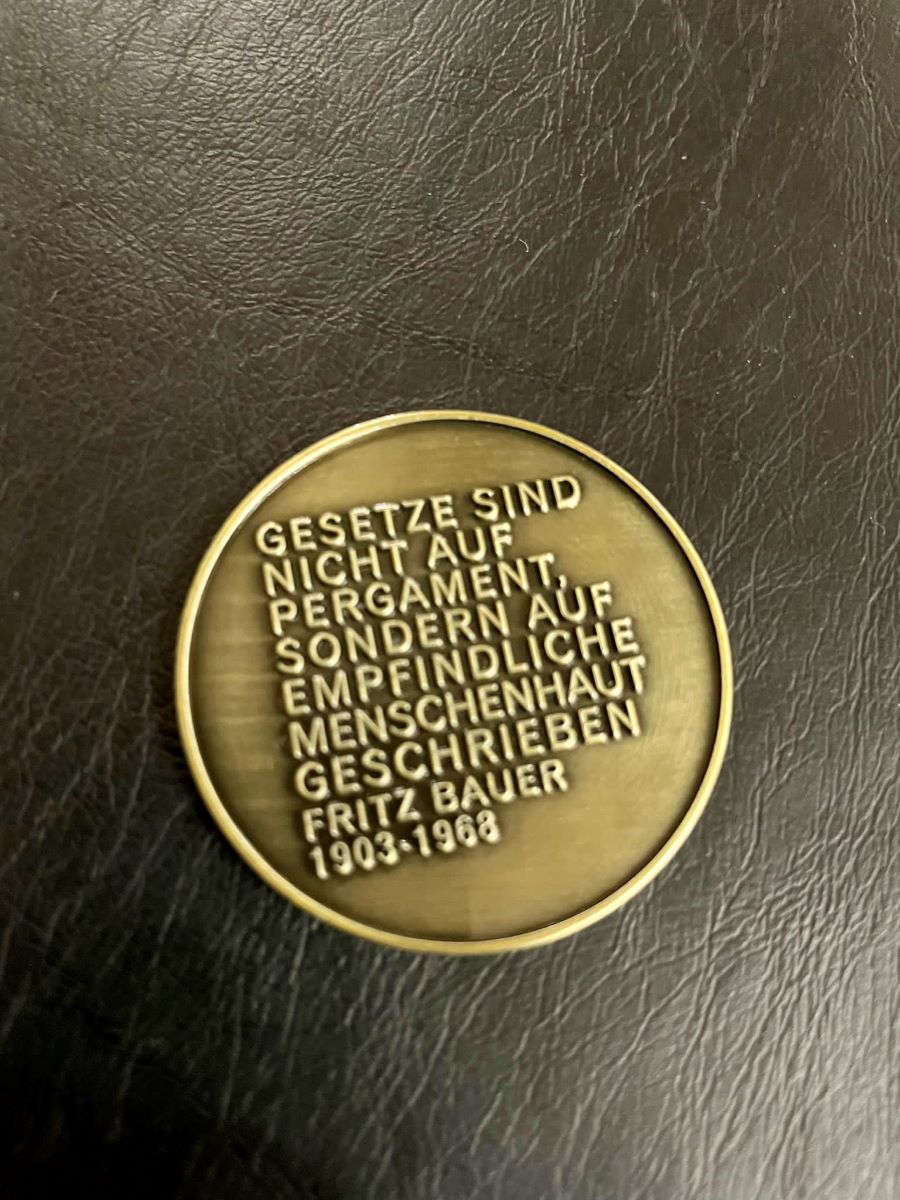 GESETZE SIND
NICHT AUF
PERGAMENT,
SONDERN AUF
EMPFINDLICHE
MENSCHENHAUT
GESCHRIEBEN
FRITZ BAUER
1903-1968